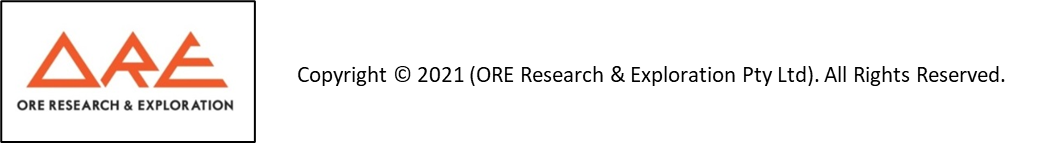 ORE
ORE RESEARCH & EXPLORATION
Copyright © 2021 (ORE Research & Exploration Pty Ltd). All Rights Reserved.